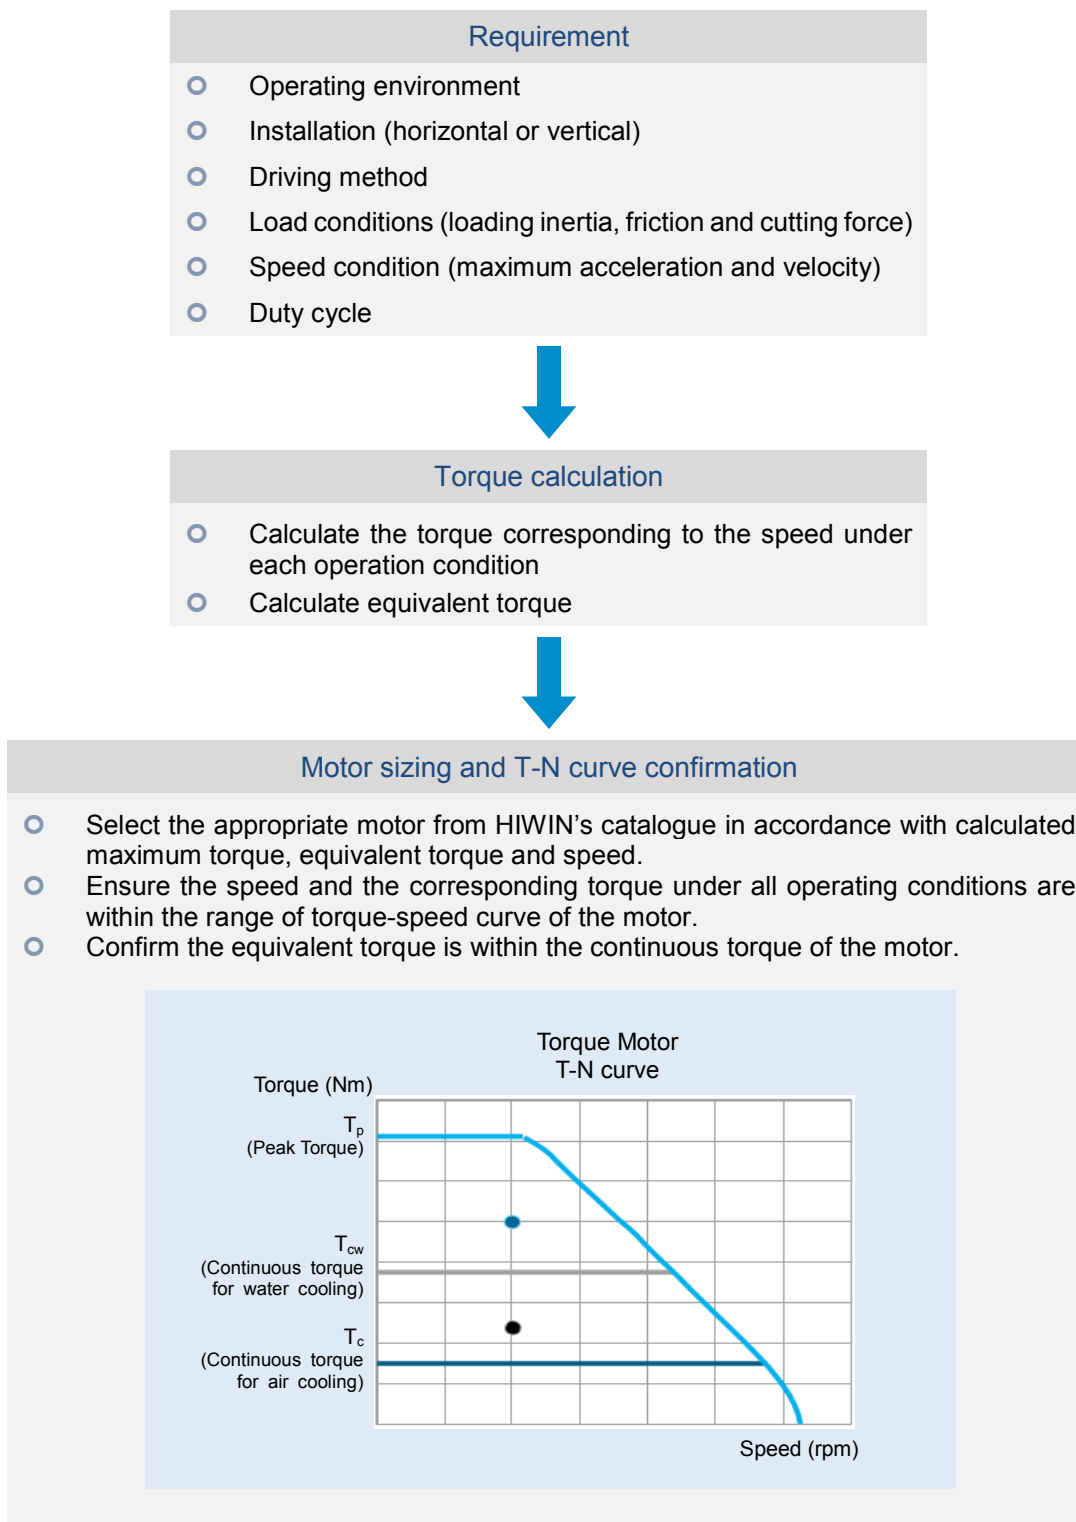 Requirement
Operating environment
Installation (horizontal or vertical)
Driving method
Load conditions (loading inertia, friction and cutting force)
Speed condition (maximum acceleration and velocity)
Duty cycle
Torque calculation
Calculate the torque corresponding to the speed under
each operation condition
Calculate equivalent torque
Motor sizing and T-N curve confirmation
Select the appropriate motor from HIWIN's catalogue in accordance with calculated
maximum torque, equivalent torque and speed.
Ensure the speed and the corresponding torque under all operating conditions are
within the range of torque-speed curve of the motor.
Confirm the equivalent torque is within the continuous torque of the motor.
Torque Motor
T-N curve
Torque (Nm)
Tp
(Peak Torque)
Tcw
(Continuous torque
for water cooling)
Tc
(Continuous torque
for air cooling)
Speed (rpm)